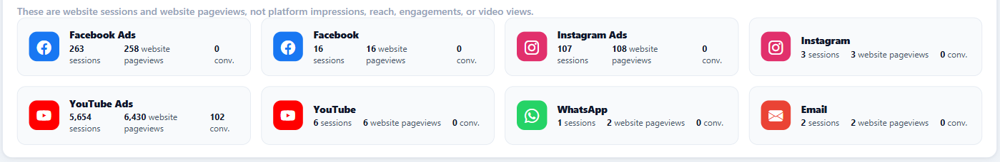 These are website sessions and website pageviews, not platform impressions, reach, engagements, or video views.
Facebook Ads
263 sessions 258 website pageviews 0 conv.
Facebook
16 sessions 16 website pageviews 0 conv.
Instagram Ads
107 sessions 108 website pageviews 0 conv.
Instagram
3 sessions 3 website pageviews 0 conv.
YouTube Ads
5,654 sessions 6,430 website pageviews 102 conv.
YouTube
6 sessions 6 website pageviews 0 conv.
WhatsApp
1 sessions 2 website pageviews 0 conv.
Email
2 sessions 2 website pageviews 0 conv.